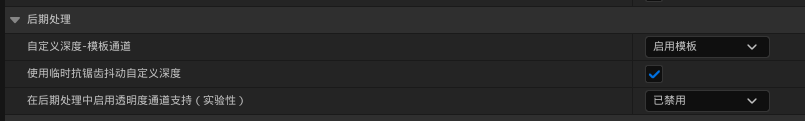 后期处理
自定义深度-模板通道 启用模板
使用临时抗锯齿抖动自定义深度
在后期处理中启用透明度通道支持（实验性） 已禁用